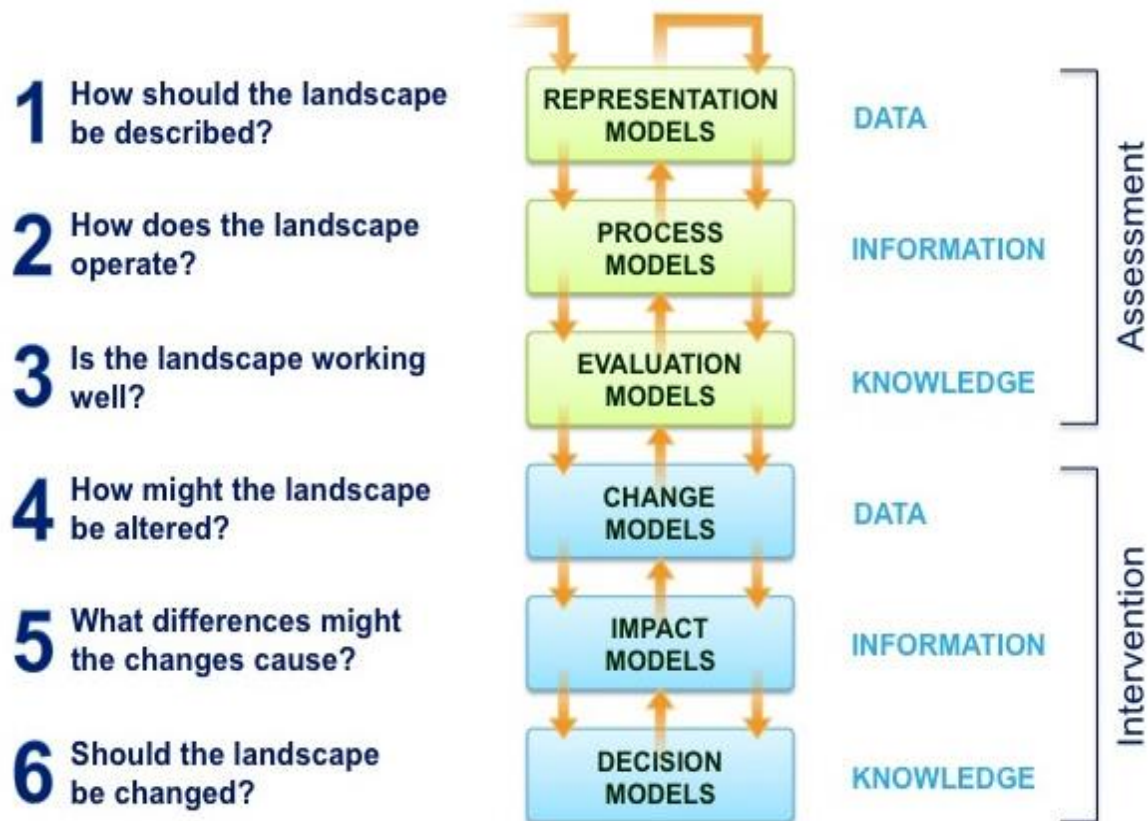 1 How should the landscape
be described?
REPRESENTATION
MODELS
DATA
2 How does the landscape
operate?
PROCESS
MODELS
INFORMATION
3 Is the landscape working
well?
EVALUATION
MODELS
KNOWLEDGE
Assessment
4 How might the landscape
be altered?
CHANGE
MODELS
DATA
5 What differences might
the changes cause?
IMPACT
MODELS
INFORMATION
6 Should the landscape
be changed?
DECISION
MODELS
KNOWLEDGE
Intervention